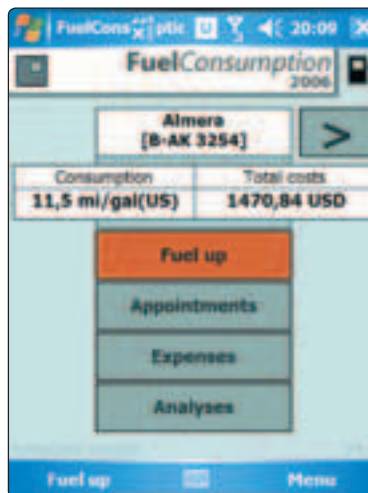 20:09
FuelConsumption
2006
Almera
[B-AK 3254]
>
Consumption Total costs
11,5 mi/gal(US) 1470,84 USD
Fuel up
Appointments
Expenses
Analyses
Fuel up Menu